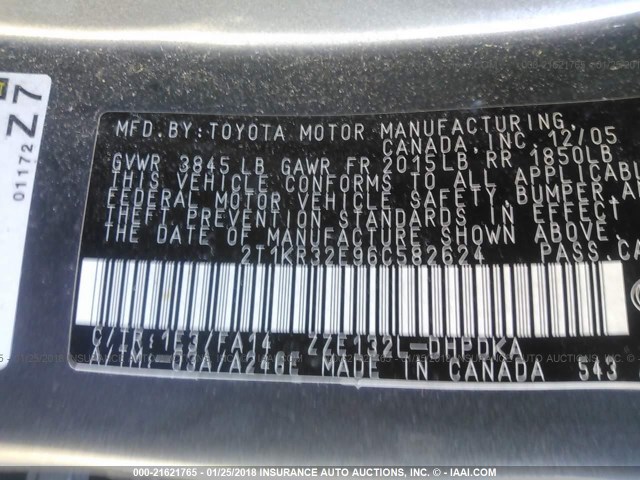 Z 7
01172
MFD. BY: TOYOTA MOTOR MANUFACTURING,
CANADA, INC. 12/05
GVWR 3845 LB GAWR FR 2015LB RR 1850LB
THIS VEHICLE CONFORMS TO ALL APPLICABL
FEDERAL MOTOR VEHICLE SAFETY, BUMPER, AN
THEFT PREVENTION STANDARDS IN EFFECT
THE DATE OF MANUFACTURE SHOWN ABOVE.
2T1KR32E96C582624 PASS.CA
C/TR: 1E3/FA14 ZZE132L-DHPDKA
A246E MADE IN CANADA 543
000-21621765 - 01/25/2018 INSURANCE AUTO AUCTIONS, INC. - © IAAI.COM